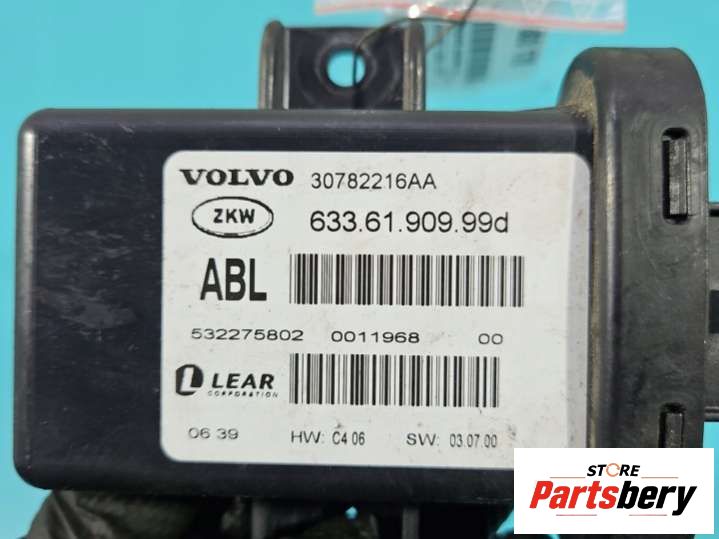 VOLVO 30782216AA
ZKW 633.61.909.99d
ABL
532275802 0011968 00
LEAR
CORPORATION
06 39 HW: C4 06 SW: 03.07.00
STORE
Partsbery